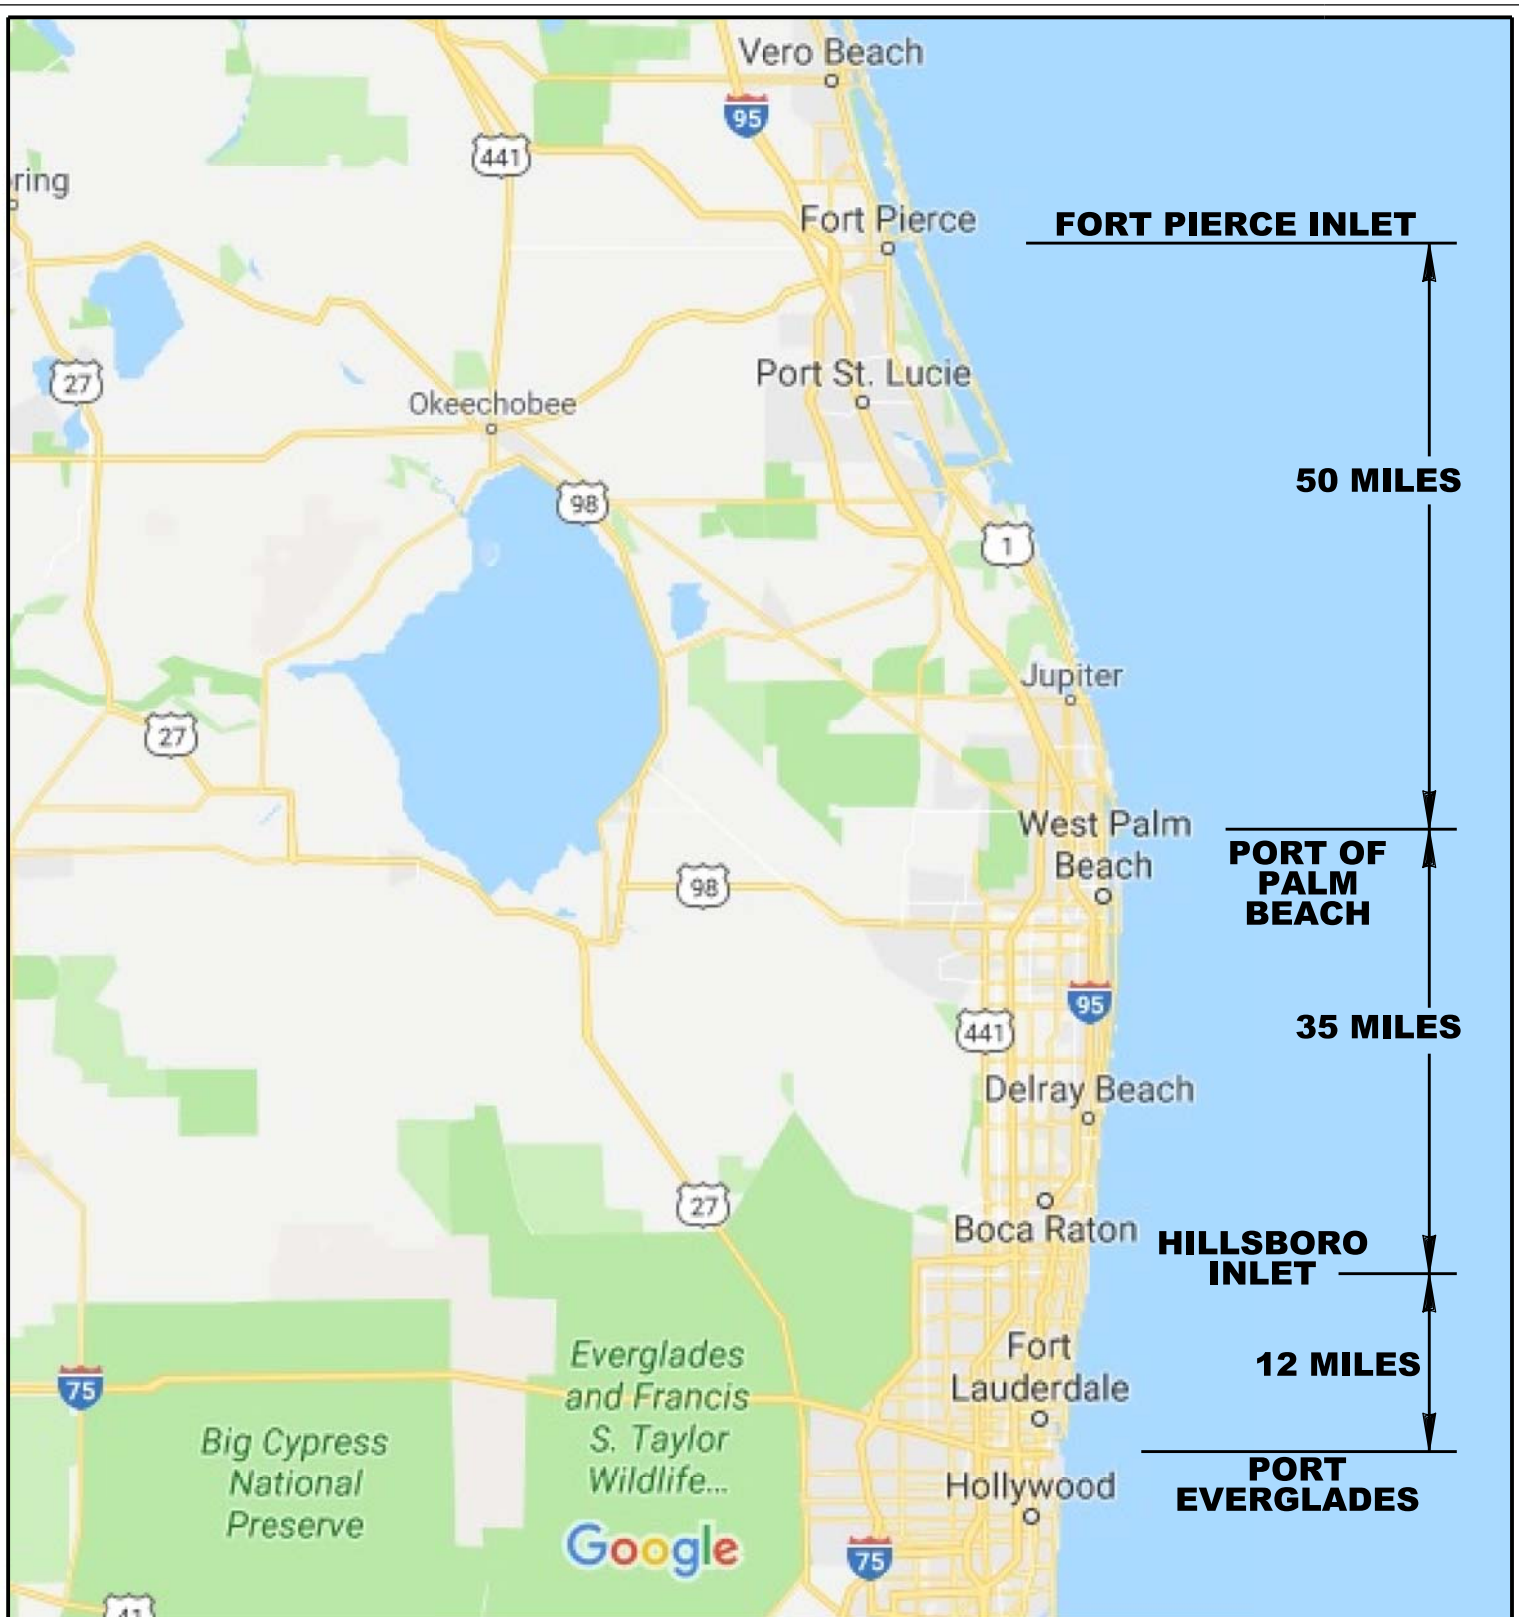 Vero Beach
95
441
ring
Fort Pierce
FORT PIERCE INLET
27
Port St. Lucie
Okeechobee
98
50 MILES
1
Jupiter
27
West Palm
Beach
PORT OF
PALM
BEACH
98
95
441
35 MILES
Delray Beach
27
Boca Raton
HILLSBORO
INLET
Everglades
and Francis
S. Taylor
Wildlife...
Fort
Lauderdale
12 MILES
75
Big Cypress
National
Preserve
Hollywood
PORT
EVERGLADES
Google
75
41